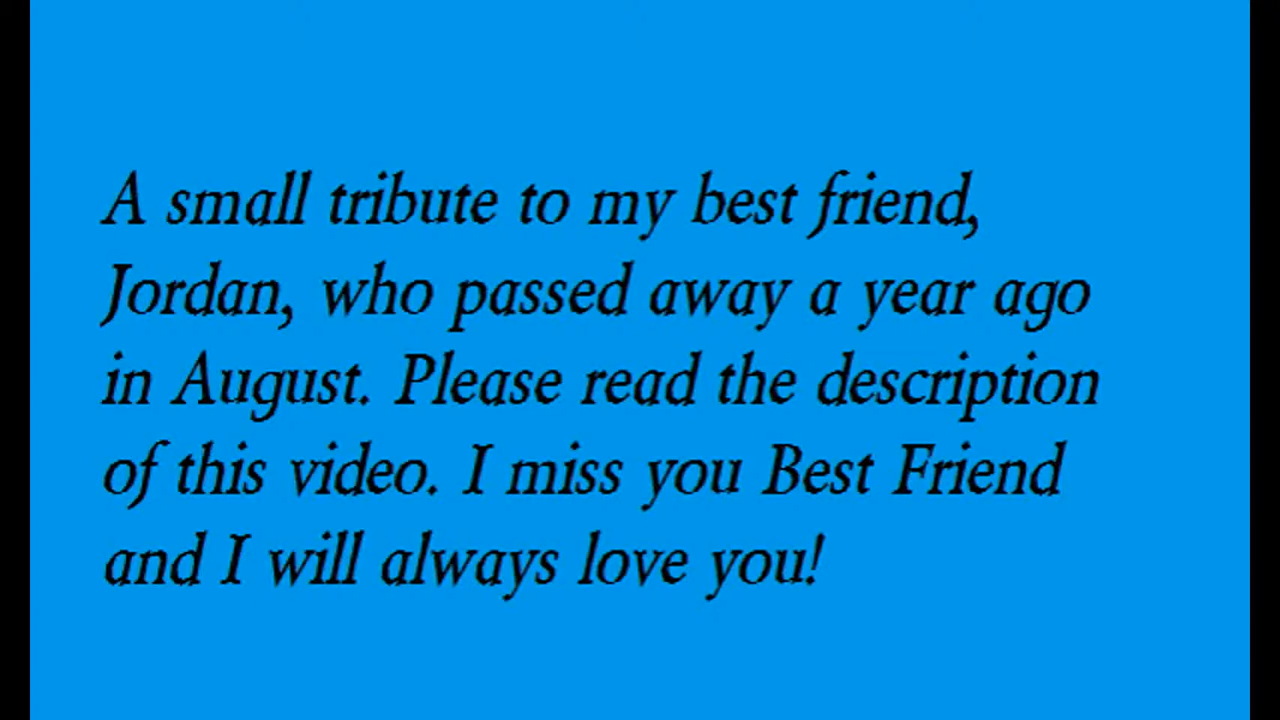 A small tribute to my best friend,
Jordan, who passed away a year ago
in August. Please read the description
of this video. I miss you Best Friend
and I will always love you!